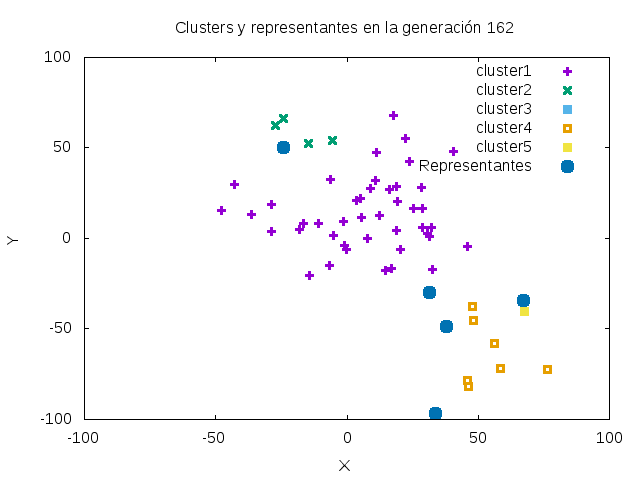 Clusters y representantes en la generación 162
100
50
0
-50
-100
-100
-50
0
50
100
Y
X
cluster1
cluster2
cluster3
cluster4
cluster5
Representantes